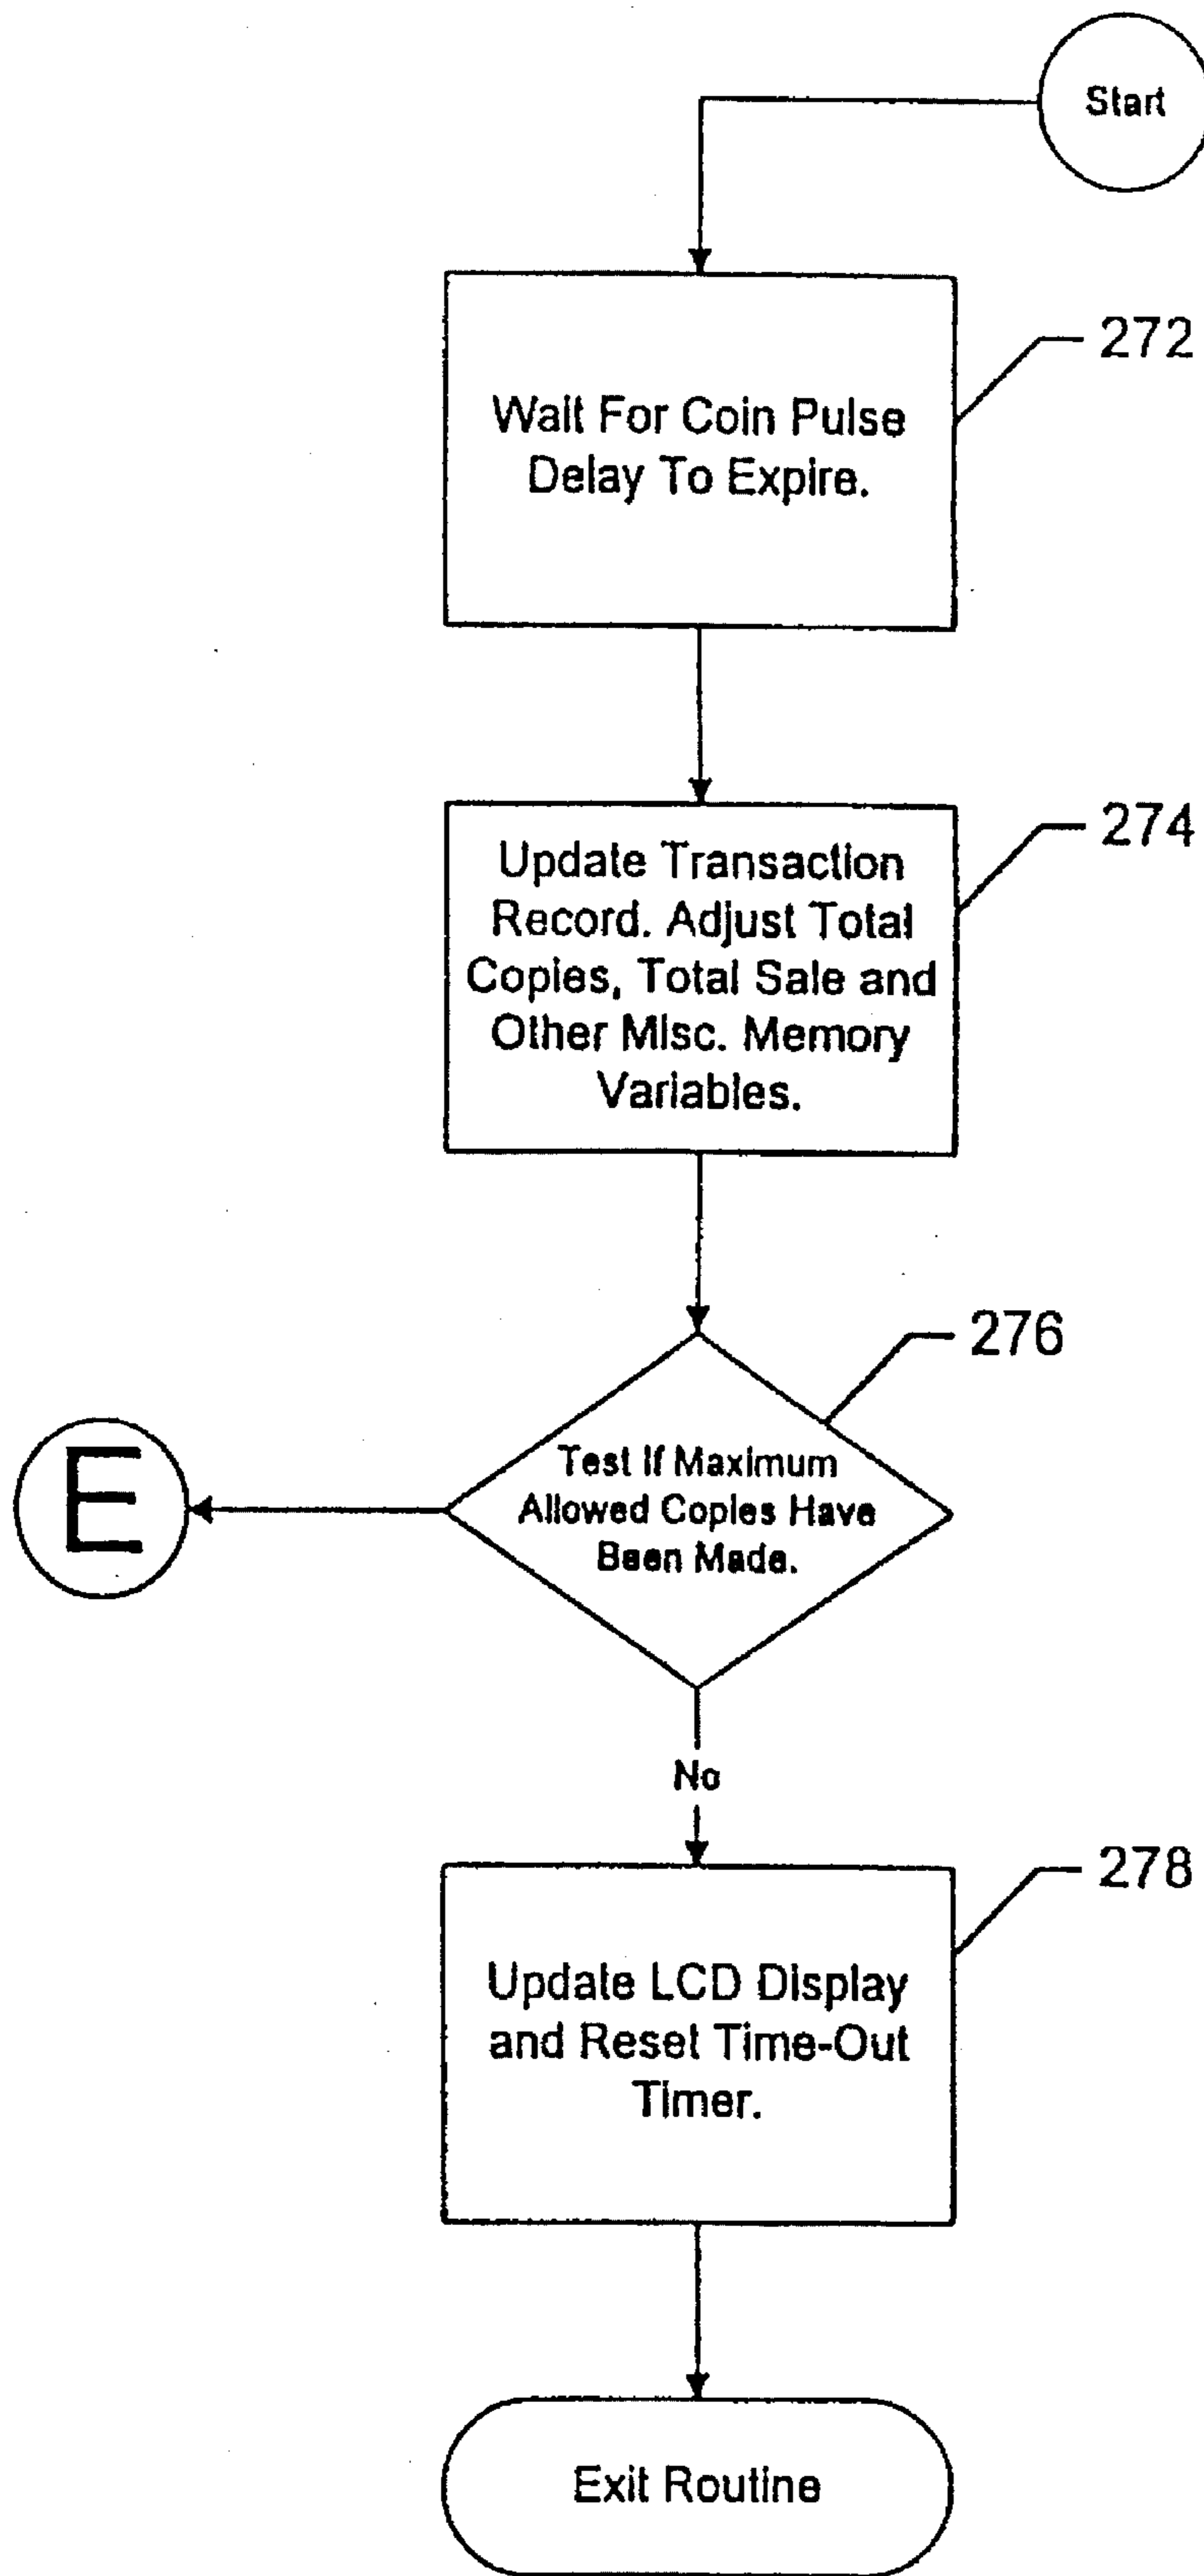 Start
272
Wait For Coin Pulse
Delay To Expire.
274
Update Transaction
Record. Adjust Total
Copies, Total Sale and
Other Misc. Memory
Variables.
276
Test If Maximum
Allowed Copies Have
Been Made.
E
No
278
Update LCD Display
and Reset Time-Out
Timer.
Exit Routine